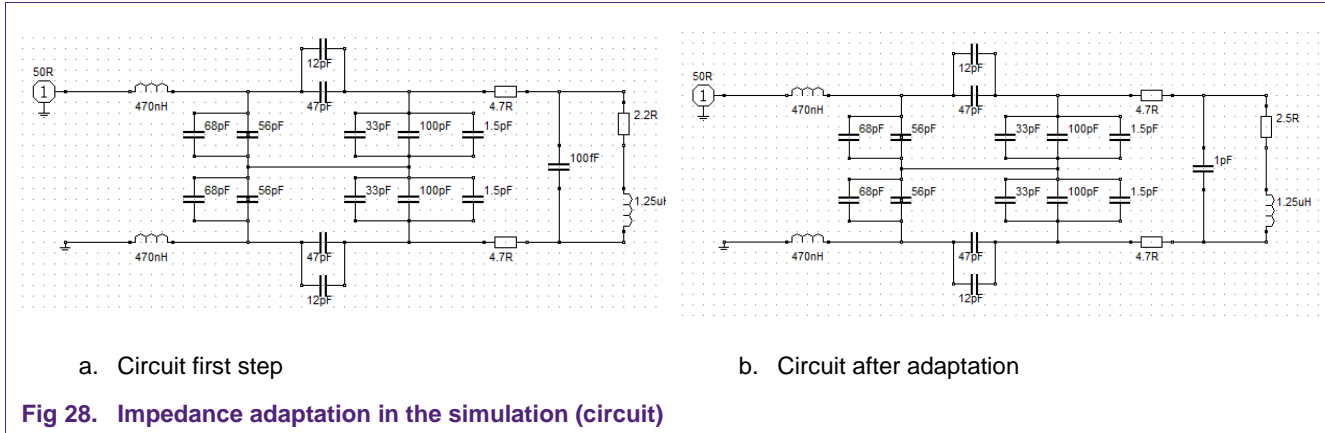 12pF
50R
1
470nH
47pF
4.7R
2.2R
68pF 56pF 33pF 100pF 1.5pF
100fF
68pF 56pF 33pF 100pF 1.5pF
1.25uH
470nH
47pF
4.7R
12pF
12pF
50R
1
470nH
47pF
4.7R
2.5R
68pF 56pF 33pF 100pF 1.5pF
1pF
68pF 56pF 33pF 100pF 1.5pF
1.25uH
470nH
47pF
4.7R
12pF
a. Circuit first step
b. Circuit after adaptation
Fig 28. Impedance adaptation in the simulation (circuit)